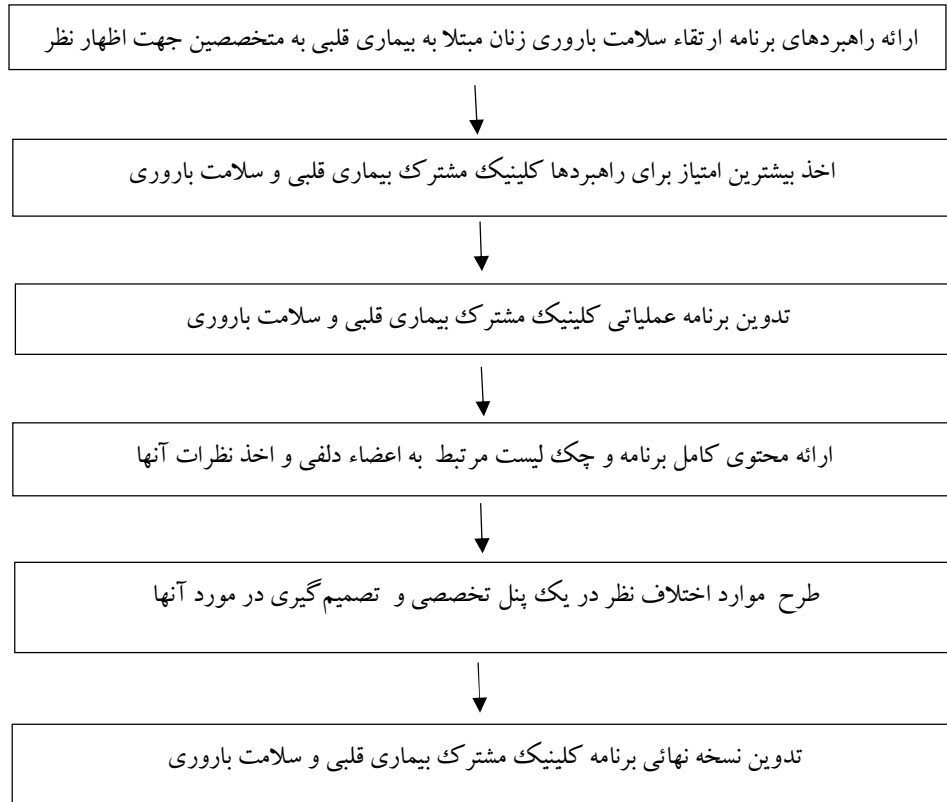 ارائه راهبردهای برنامه ارتقاء سلامت باروری زنان مبتلا به بیماری قلبی به متخصصین جهت اظهار نظر
اخذ بیشترین امتیاز برای راهبردها کلینیک مشترک بیماری قلبی و سلامت باروری
تدوین برنامه عملیاتی کلینیک مشترک بیماری قلبی و سلامت باروری
ارائه محتوی کامل برنامه و چک لیست مرتبط به اعضاء دلفی و اخذ نظرات آنها
طرح موارد اختلاف نظر در یک پنل تخصصی و تصمیم‌گیری در مورد آنها
تدوین نسخه نهائی برنامه کلینیک مشترک بیماری قلبی و سلامت باروری